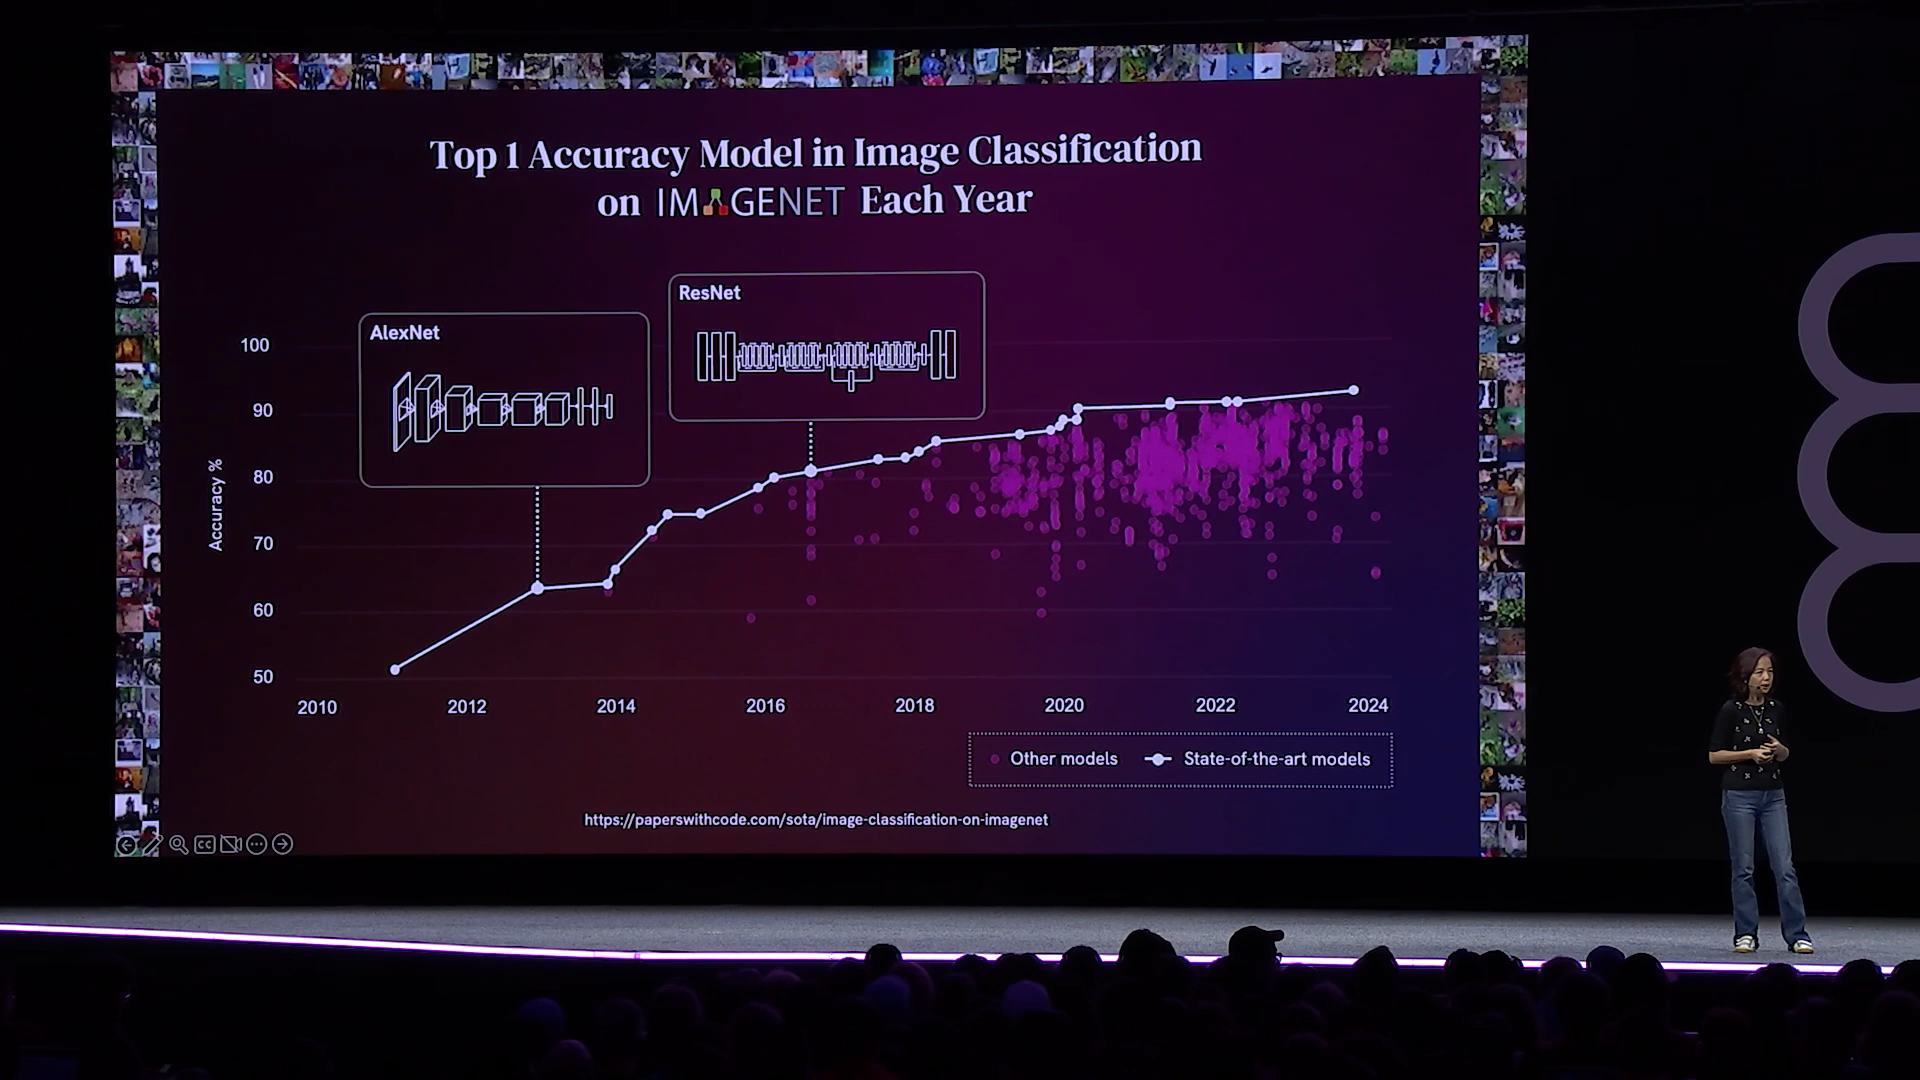 Top 1 Accuracy Model in Image Classification
on IMAGENET Each Year
ResNet
AlexNet
100
90
80
70
60
50
Accuracy %
2010 2012 2014 2016 2018 2020 2022 2024
Other models State-of-the-art models
https://paperswithcode.com/sota/image-classification-on-imagenet
CC